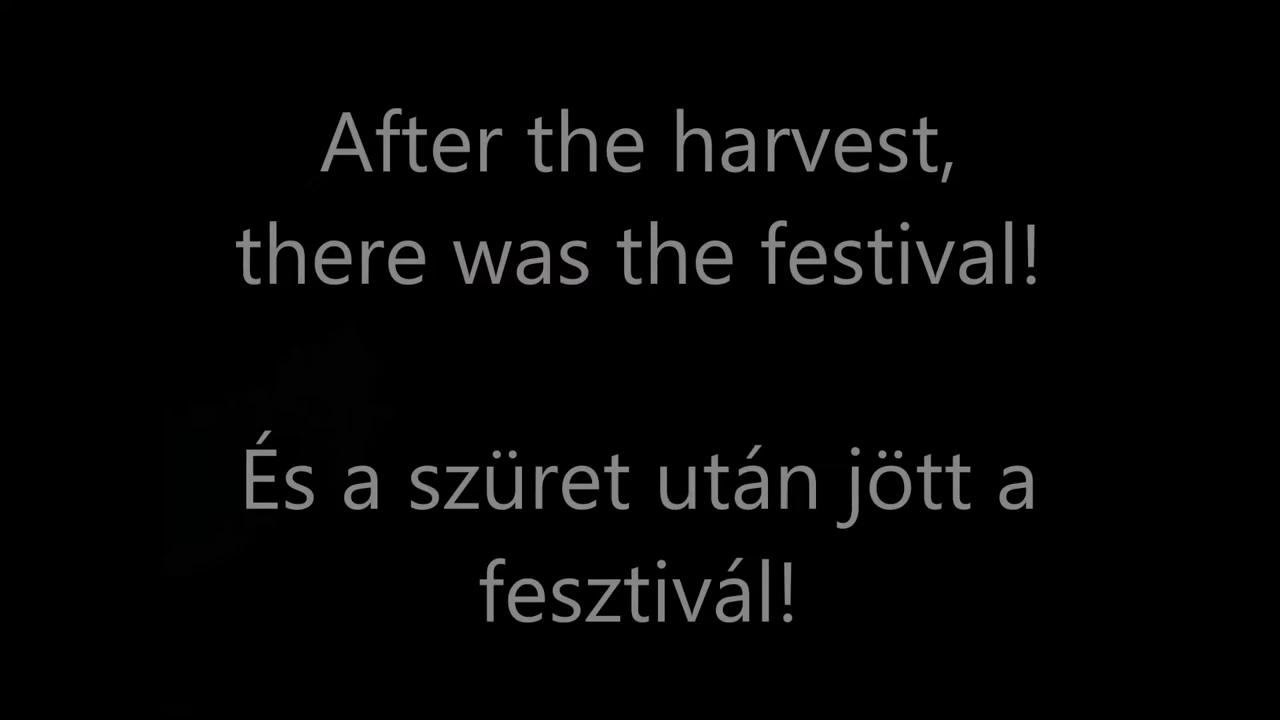 After the harvest,
there was the festival!
És a szüret után jött a
fesztivál!